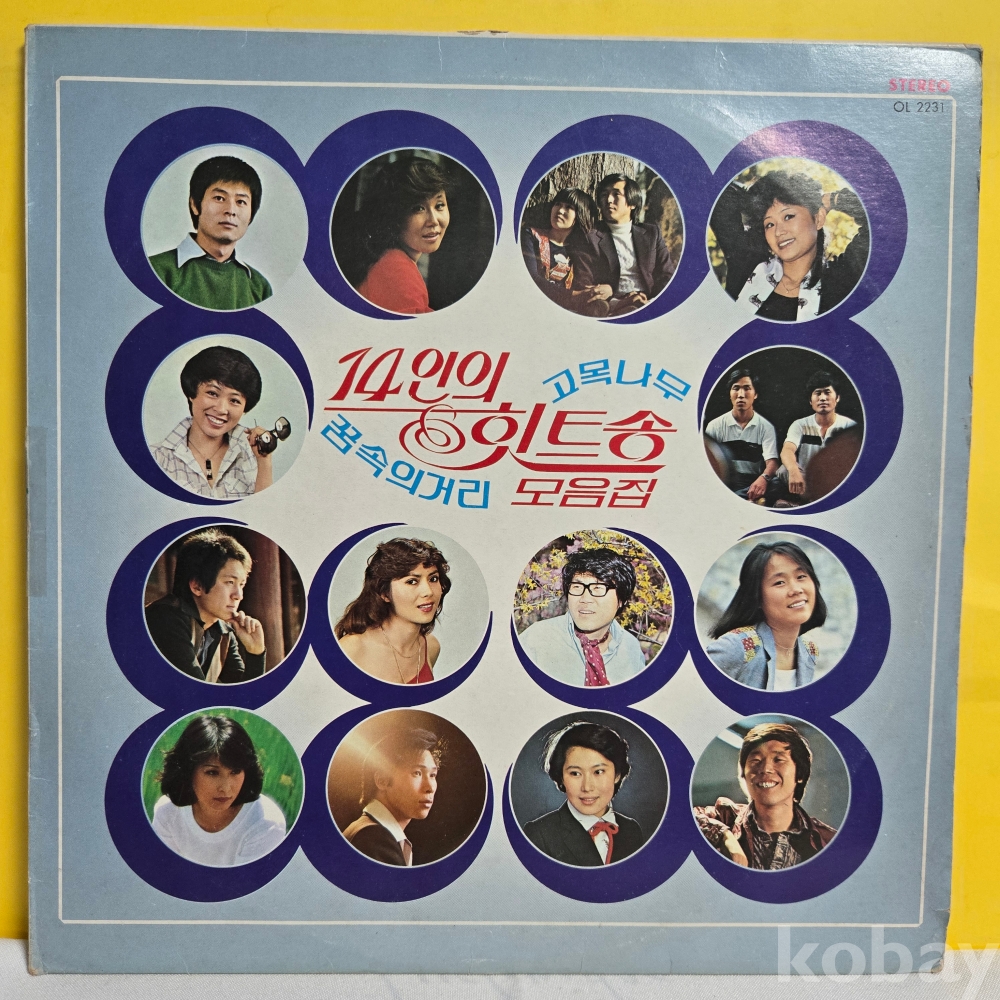 STEREO
OL 2231
14인의
고목나무
힛트송
꿈속의거리
모음집
kobay